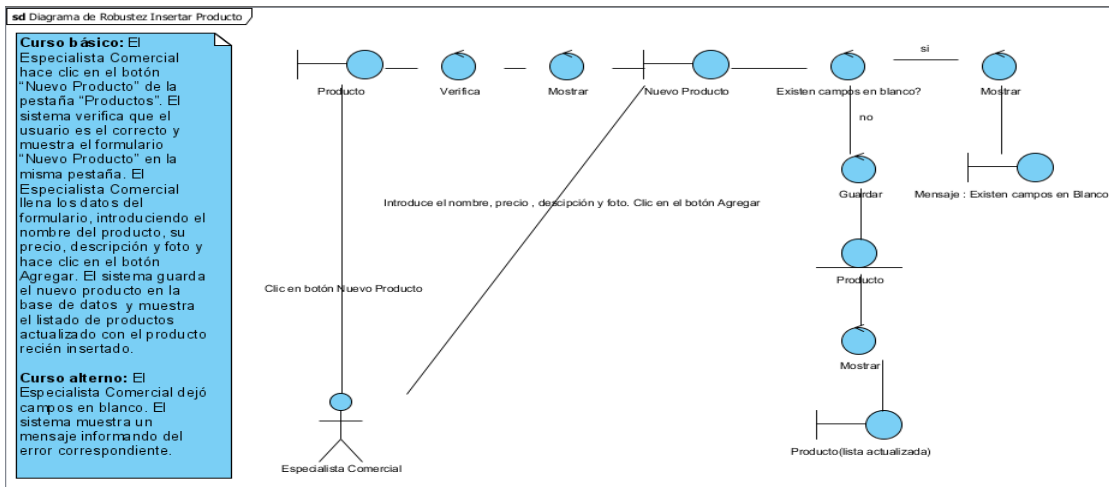 sd Diagrama de Robustez Insertar Producto
Curso básico: El
Especialista Comercial
hace clic en el botón
“Nuevo Producto” de la
pestaña “Productos”. El
sistema verifica que el
usuario es el correcto y
muestra el formulario
“Nuevo Producto” en la
misma pestaña. El
Especialista Comercial
llena los datos del
formulario, introduciendo el
nombre del producto, su
precio, descripción y foto y
hace clic en el botón
Agregar. El sistema guarda
el nuevo producto en la
base de datos y muestra
el listado de productos
actualizado con el producto
recién insertado.
Curso alterno: El
Especialista Comercial dejó
campos en blanco. El
sistema muestra un
mensaje informando del
error correspondiente.
Producto
Verifica
Mostrar
Nuevo Producto
Existen campos en blanco?
si
Mostrar
no
Guardar
Mensaje : Existen campos en Blanco
Introduce el nombre, precio , descipción y foto. Clic en el botón Agregar
Producto
Clic en botón Nuevo Producto
Mostrar
Producto(lista actualizada)
Especialista Comercial